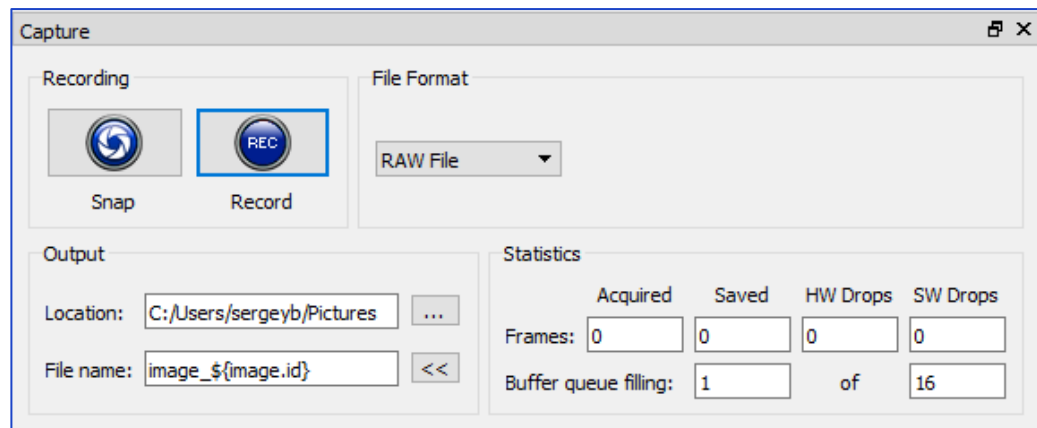 Capture
Recording
File Format
REC
RAW File
Snap Record
Output
Statistics
Acquired Saved HW Drops SW Drops
Location: C:/Users/sergeyb/Pictures ...
Frames: 0 0 0 0
File name: image_${image.id} <<
Buffer queue filling: 1 of 16